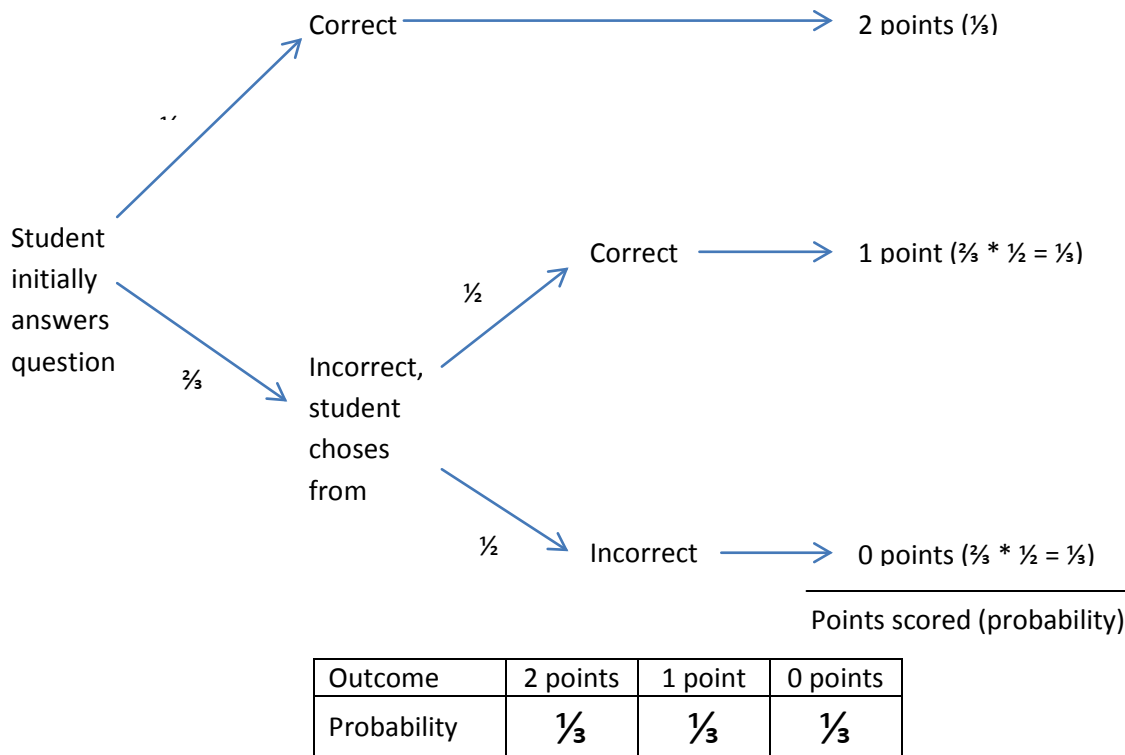 Correct
2 points (⅓)
Student
initially
answers
question
⅔
Correct
1 point (⅔ * ½ = ⅓)
½
Incorrect,
student
choses
from
½
Incorrect
0 points (⅔ * ½ = ⅓)
Points scored (probability)
Outcome 2 points 1 point 0 points
Probability ⅓ ⅓ ⅓